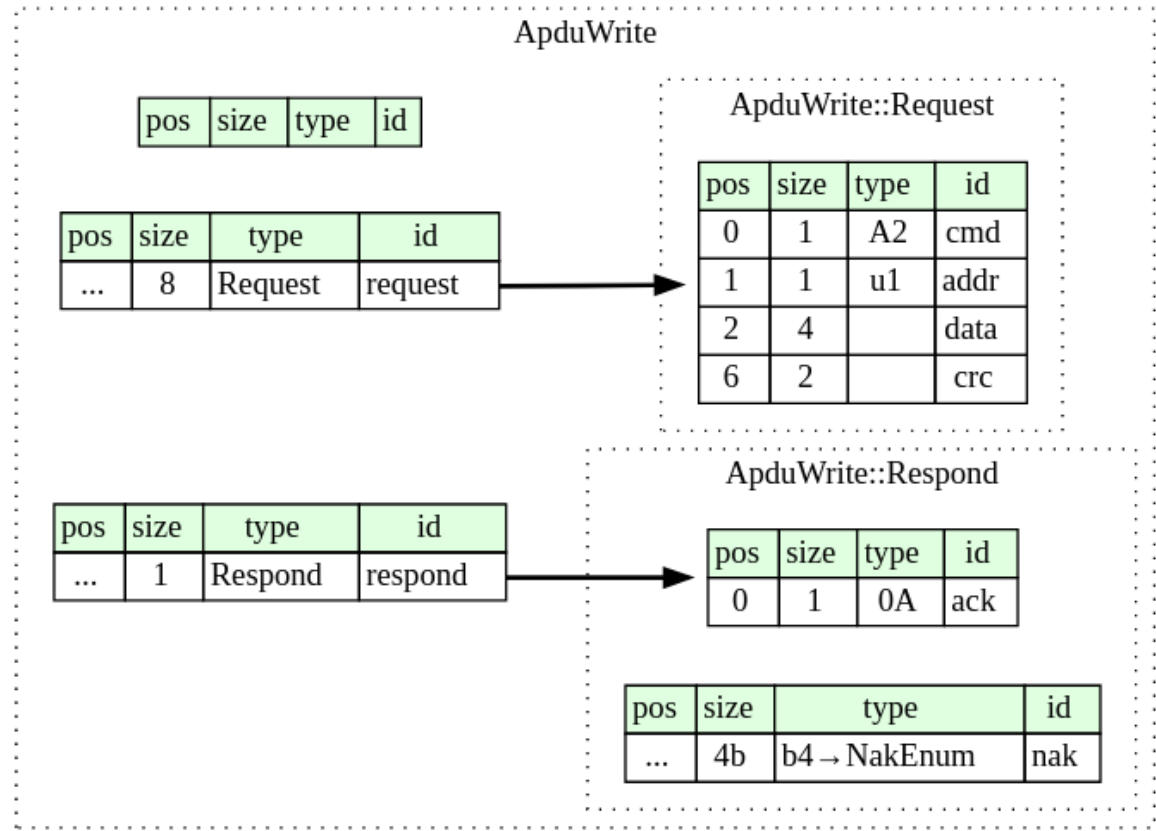 ApduWrite
pos size type id
pos size type id
... 8 Request request
ApduWrite::Request
pos size type id
0 1 A2 cmd
1 1 u1 addr
2 4 data
6 2 crc
pos size type id
... 1 Respond respond
ApduWrite::Respond
pos size type id
0 1 0A ack
pos size type id
... 4b b4→NakEnum nak